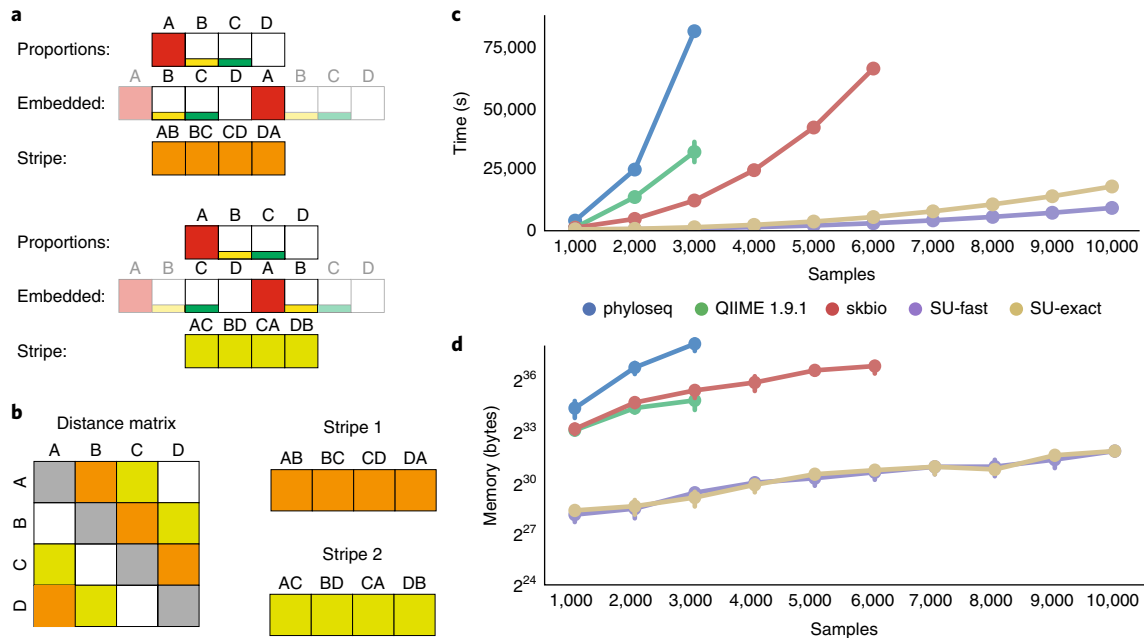 a
A B C D
Proportions:
A B C D A B C D
Embedded:
AB BC CD DA
Stripe:
A B C D
Proportions:
A B C D A B C D
Embedded:
AC BD CA DB
Stripe:
b
Distance matrix
A B C D
A
B
C
D
Stripe 1
AB BC CD DA
Stripe 2
AC BD CA DB
c
Time (s)
75,000
50,000
25,000
0
1,000 2,000 3,000 4,000 5,000 6,000 7,000 8,000 9,000 10,000
Samples
phyloseq QIIME 1.9.1 skbio SU-fast SU-exact
d
Memory (bytes)
2^36
2^33
2^30
2^27
2^24
1,000 2,000 3,000 4,000 5,000 6,000 7,000 8,000 9,000 10,000
Samples